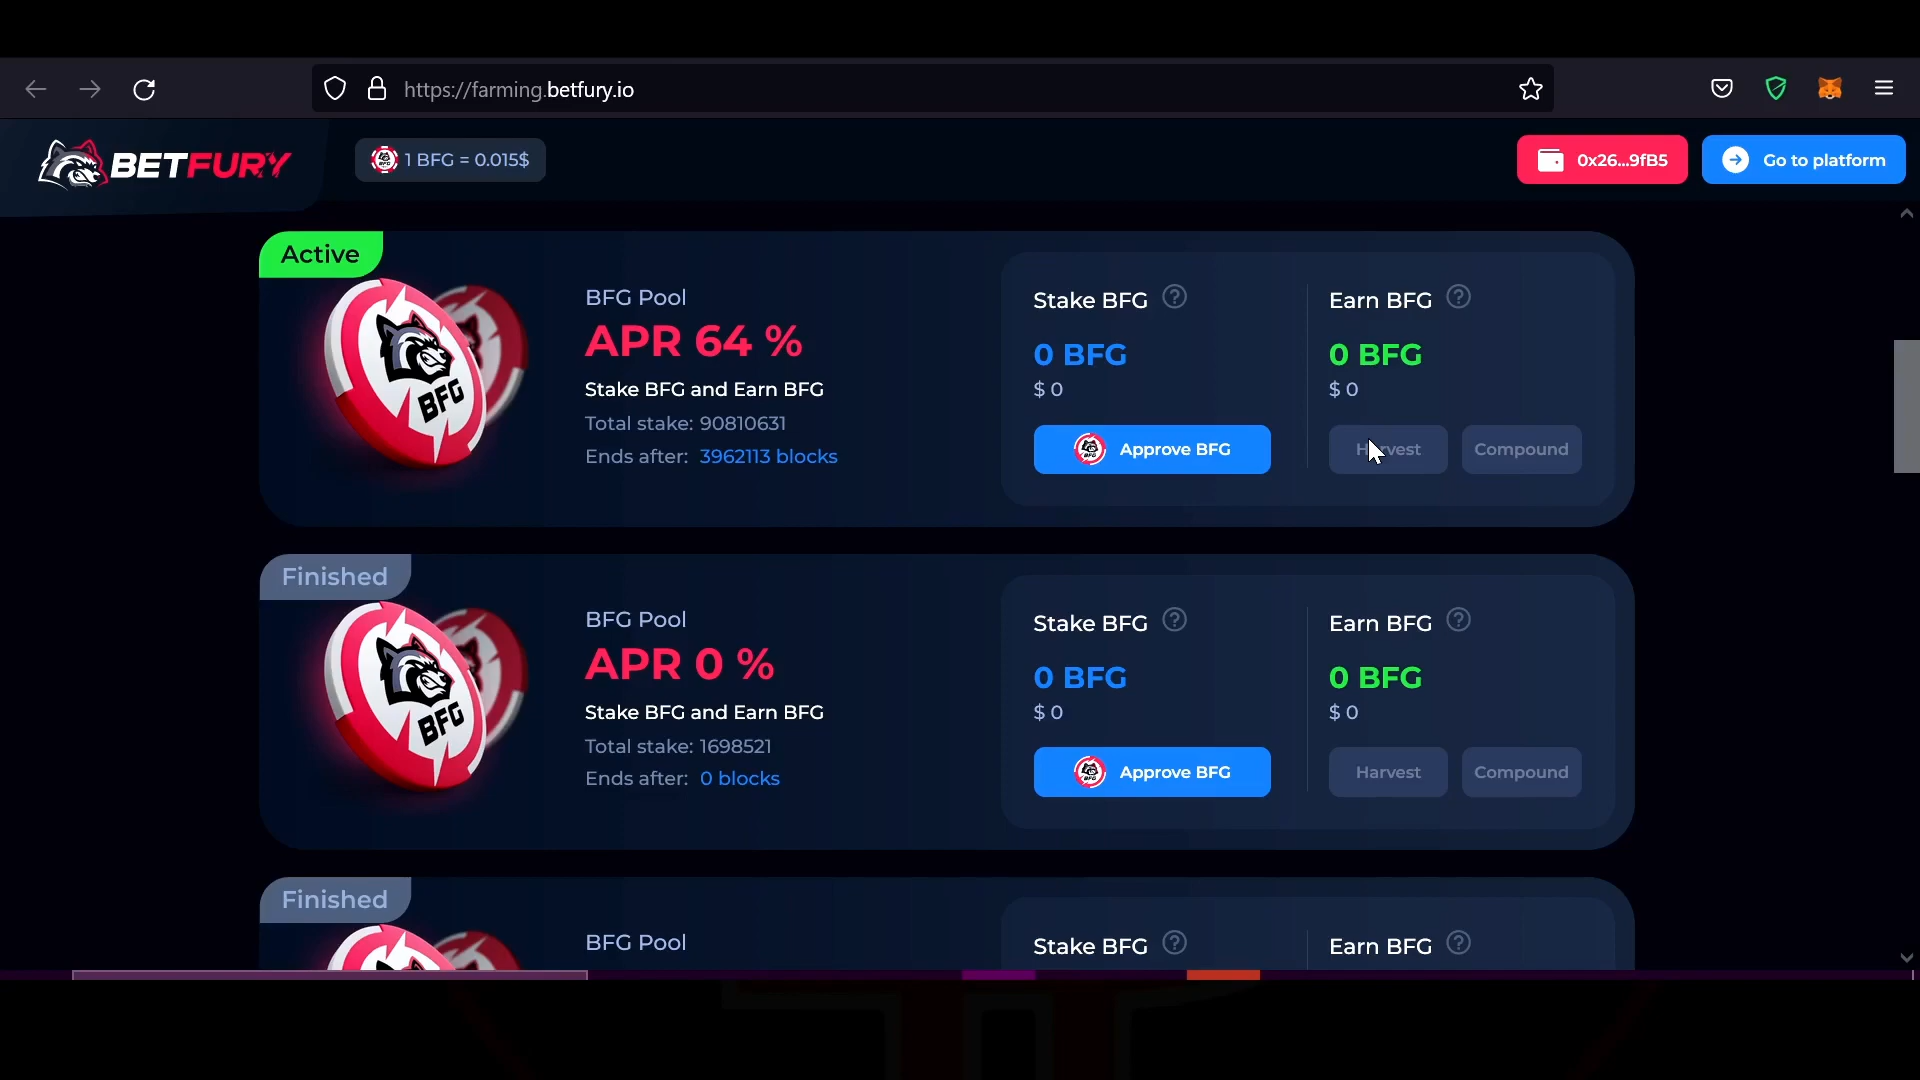 https://farming.betfury.io
BETFURY
1 BFG = 0.015$
0x26...9fB5
Go to platform
Active
BFG
BFG Pool
APR 64 %
Stake BFG and Earn BFG
Total stake: 90810631
Ends after: 3962113 blocks
Stake BFG
0 BFG
$ 0
Approve BFG
Earn BFG
0 BFG
$ 0
Harvest
Compound
Finished
BFG
BFG Pool
APR 0 %
Stake BFG and Earn BFG
Total stake: 1698521
Ends after: 0 blocks
Stake BFG
0 BFG
$ 0
Approve BFG
Earn BFG
0 BFG
$ 0
Harvest
Compound
Finished
BFG Pool
Stake BFG
Earn BFG